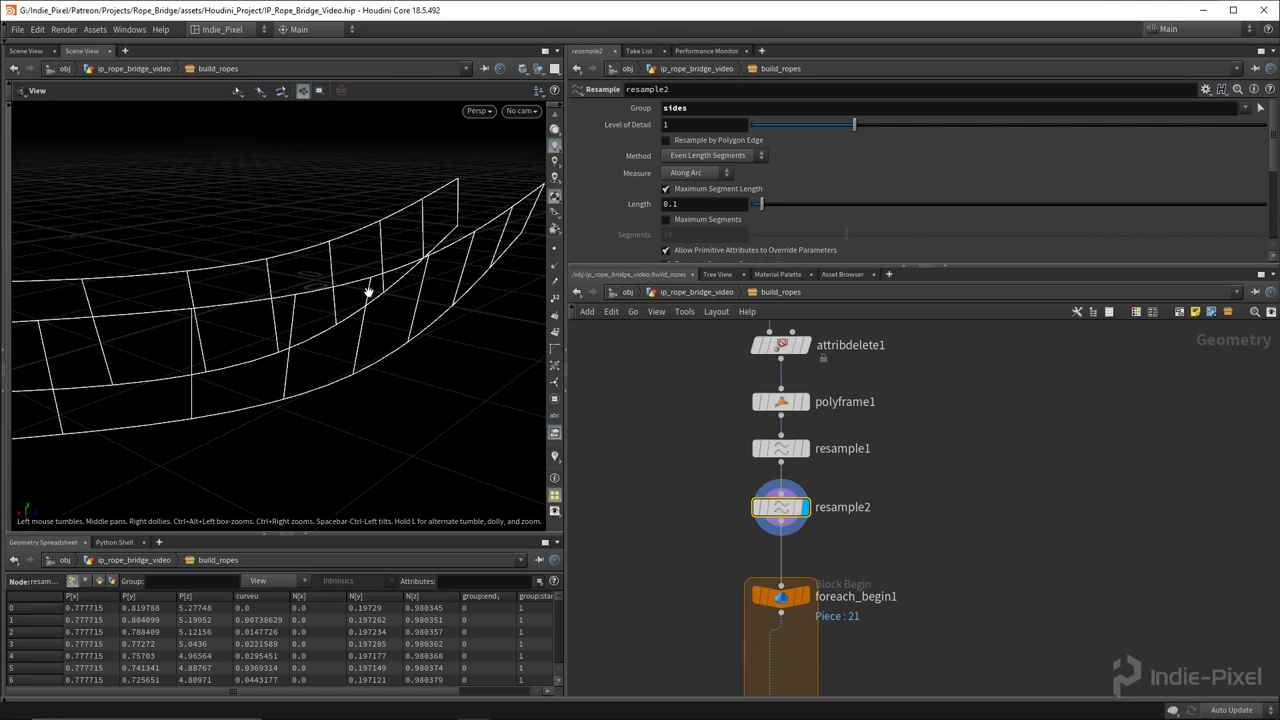 G:/Indie_Pixel/Patreon/Projects/Rope_Bridge/assets/Houdini_Project/IP_Rope_Bridge_Video.hip - Houdini Core 18.5.492
File Edit Render Assets Windows Help Indie_Pixel Main Main
Scene View Scene View
obj ip_rope_bridge_video build_ropes
View
Persp No cam
Left mouse tumbles. Middle pans. Right dollies. Ctrl+Alt+Left box-zooms. Ctrl+Right zooms. Spacebar-Ctrl-Left tilts. Hold L for alternate tumble, dolly, and zoom.
Geometry Spreadsheet Python Shell
obj ip_rope_bridge_video build_ropes
Node: resam... Group: View Intrinsics Attributes:
P[x] P[y] P[z] curveu N[x] N[y] N[z] group:end_ group:sta
0 0.777715 0.819788 5.27748 0.0 0.0 0.19729 0.980345 0 1
1 0.777715 0.804099 5.19952 0.00738629 0.0 0.197262 0.980351 0 1
2 0.777715 0.788409 5.12156 0.0147726 0.0 0.197234 0.980357 0 1
3 0.777715 0.77272 5.0436 0.0221589 0.0 0.197205 0.980362 0 1
4 0.777715 0.75703 4.96564 0.0295451 0.0 0.197177 0.980368 0 1
5 0.777715 0.741341 4.88767 0.0369314 0.0 0.197149 0.980374 0 1
6 0.777715 0.725651 4.80971 0.0443177 0.0 0.197121 0.980379 0 1
resample2 Take List Performance Monitor
obj ip_rope_bridge_video build_ropes
Resample resample2
Group sides
Level of Detail 1
Resample by Polygon Edge
Method Even Length Segments
Measure Along Arc
Maximum Segment Length
Length 0.1
Maximum Segments
Segments 10
Allow Primitive Attributes to Override Parameters
/obj/ip_rope_bridge_video/build_ropes Tree View Material Palette Asset Browser
obj ip_rope_bridge_video build_ropes
Add Edit Go View Tools Layout Help
Geometry
attribdelete1
polyframe1
resample1
resample2
Block Begin
foreach_begin1
Piece : 21
Indie-Pixel
Auto Update